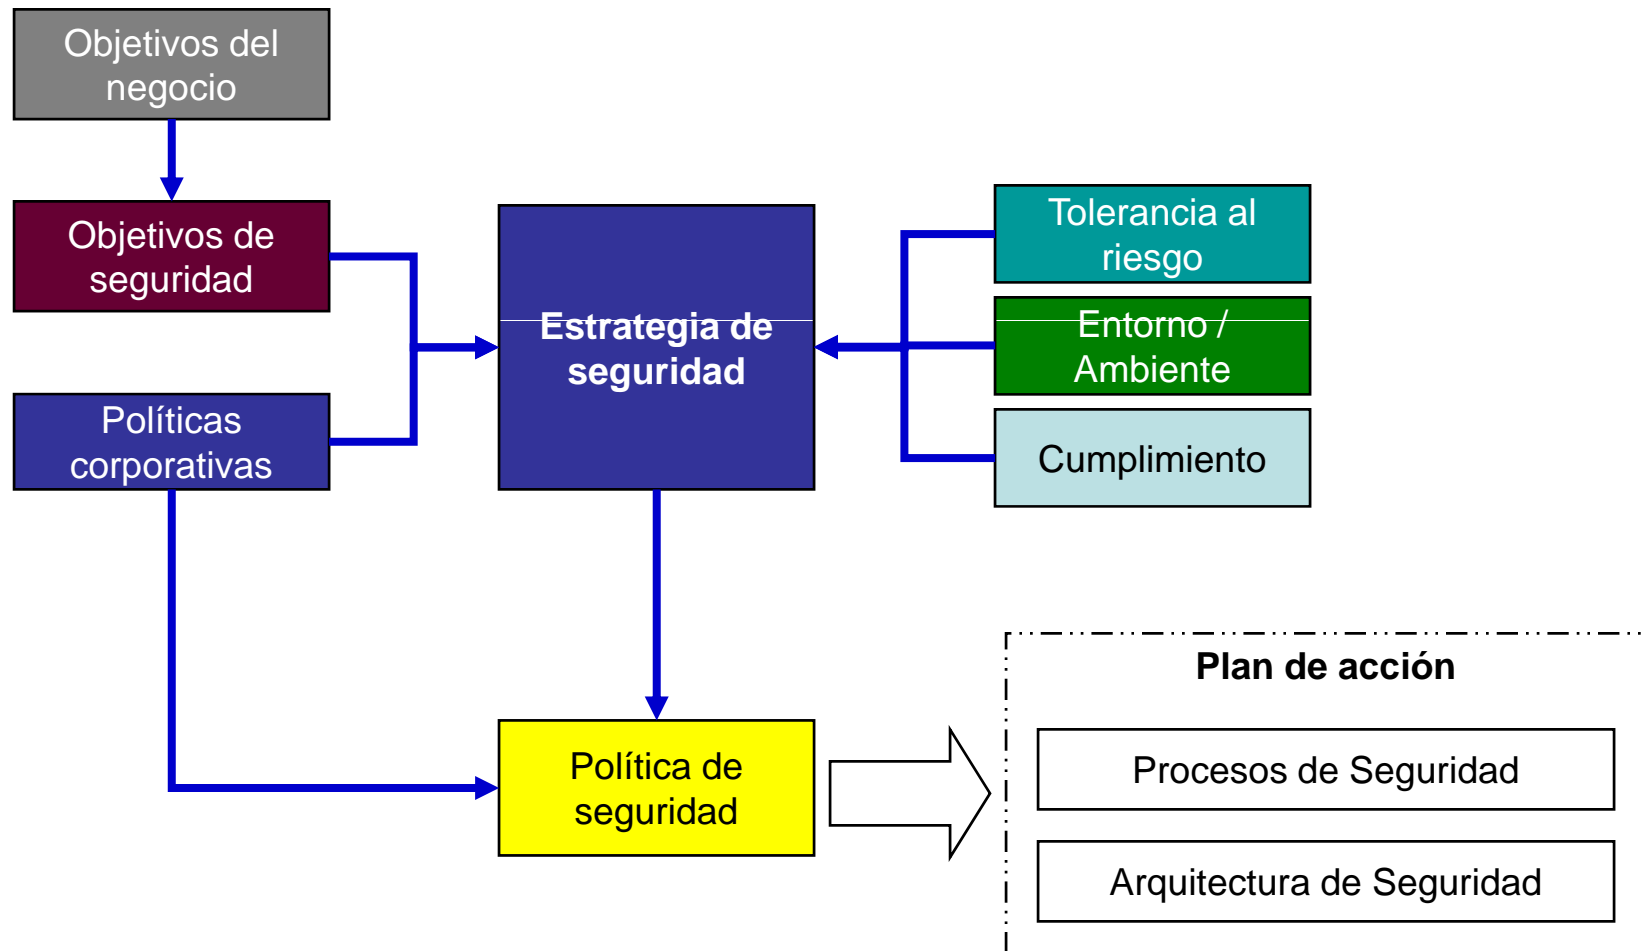 Objetivos del
negocio
Objetivos de
seguridad
Políticas
corporativas
Estrategia de
seguridad
Tolerancia al
riesgo
Entorno /
Ambiente
Cumplimiento
Política de
seguridad
Plan de acción
Procesos de Seguridad
Arquitectura de Seguridad